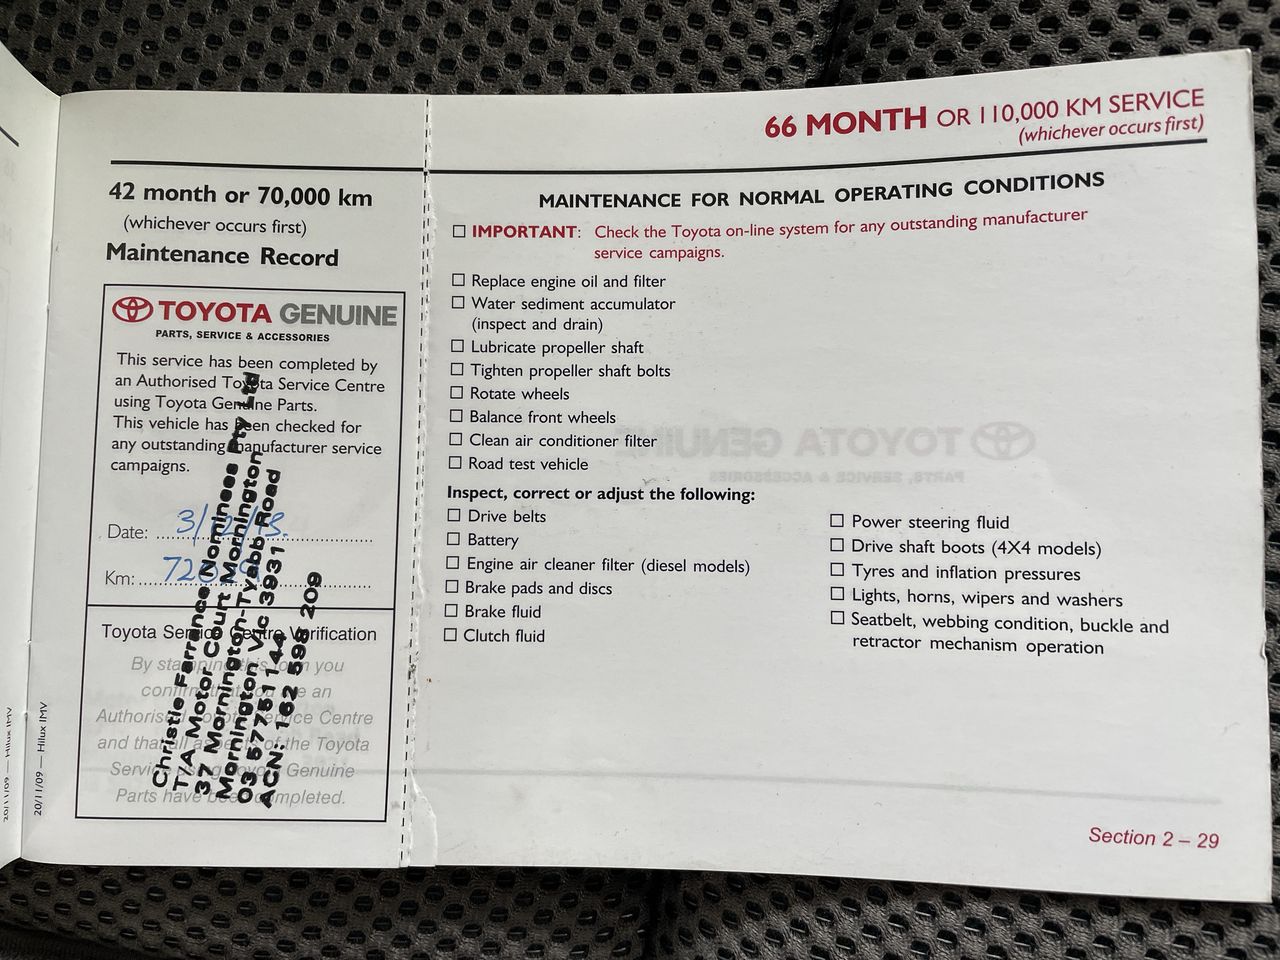 42 month or 70,000 km
(whichever occurs first)
Maintenance Record
TOYOTA GENUINE
PARTS, SERVICE & ACCESSORIES
This service has been completed by
an Authorised Toyota Service Centre
using Toyota Genuine Parts.
This vehicle has been checked for
any outstanding manufacturer service
campaigns.
Date:
Km:
Toyota Service Centre Verification
By stamping this form you
confirm that you are an
Authorised Toyota Service Centre
and that all aspects of the Toyota
Service using Toyota Genuine
Parts have been completed.
Christie Farrance Nominees Pty Ltd
T/A Motor Court Mornington
37 Mornington-Tyabb Road
Mornington Vic 3931
03 57751 144
ACN: 162 598 209
20/11/09 — Hilux IMV
20/11/09 — Hilux IMV
66 MONTH OR 110,000 KM SERVICE
(whichever occurs first)
MAINTENANCE FOR NORMAL OPERATING CONDITIONS
IMPORTANT: Check the Toyota on-line system for any outstanding manufacturer
service campaigns.
Replace engine oil and filter
Water sediment accumulator
(inspect and drain)
Lubricate propeller shaft
Tighten propeller shaft bolts
Rotate wheels
Balance front wheels
Clean air conditioner filter
Road test vehicle
Inspect, correct or adjust the following:
Drive belts
Battery
Engine air cleaner filter (diesel models)
Brake pads and discs
Brake fluid
Clutch fluid
Power steering fluid
Drive shaft boots (4X4 models)
Tyres and inflation pressures
Lights, horns, wipers and washers
Seatbelt, webbing condition, buckle and
retractor mechanism operation
Section 2 – 29